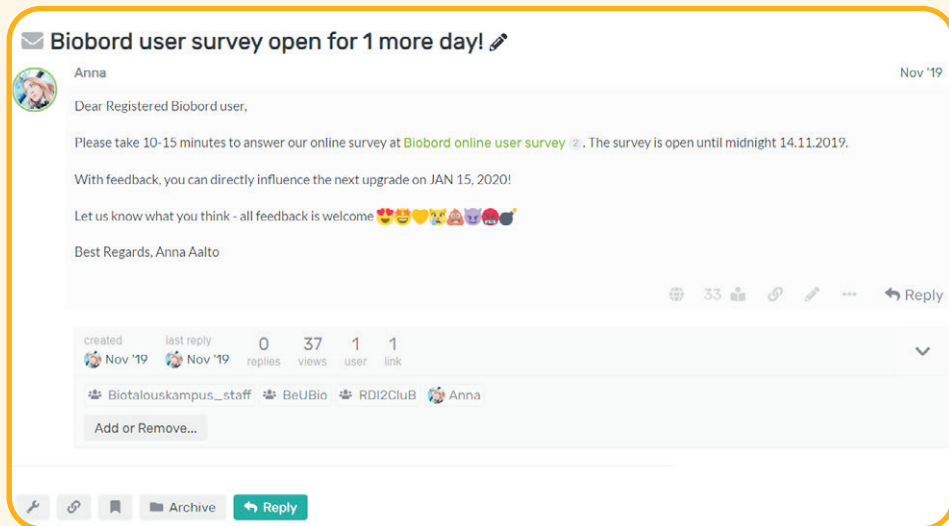 Biobord user survey open for 1 more day!
Anna
Nov '19
Dear Registered Biobord user,
Please take 10-15 minutes to answer our online survey at Biobord online user survey 2 . The survey is open until midnight 14.11.2019.
With feedback, you can directly influence the next upgrade on JAN 15, 2020!
Let us know what you think - all feedback is welcome 😍🤩💛😿💩😈🤬💣
Best Regards, Anna Aalto
33
Reply
created last reply 0 37 1 1
Nov '19 Nov '19 replies views user link
Biotalouskampus_staff BeUBio RDI2CluB Anna
Add or Remove...
Archive Reply